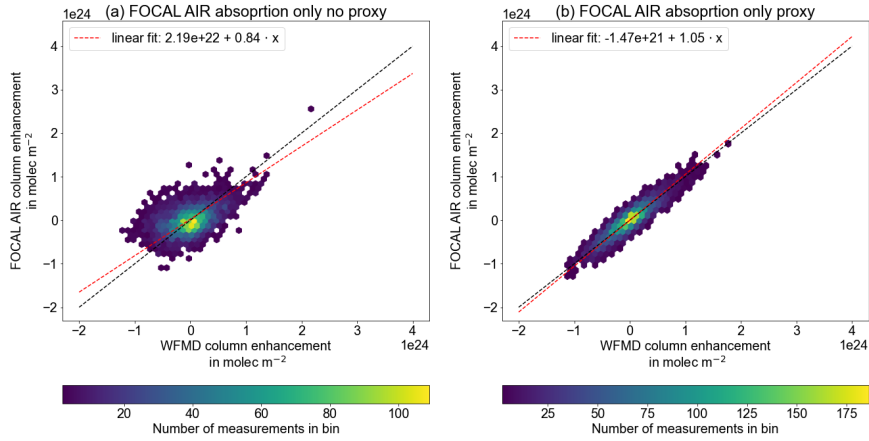 (a) FOCAL AIR absoprtion only no proxy
1e24
linear fit: 2.19e+22 + 0.84 · x
4
3
2
1
0
−1
−2
FOCAL AIR column enhancement
in molec m−2
−2
−1
0
1
2
3
4
1e24
WFMD column enhancement
in molec m−2
20
40
60
80
100
Number of measurements in bin
(b) FOCAL AIR absoprtion only proxy
1e24
linear fit: -1.47e+21 + 1.05 · x
4
3
2
1
0
−1
−2
FOCAL AIR column enhancement
in molec m−2
−2
−1
0
1
2
3
4
1e24
WFMD column enhancement
in molec m−2
25
50
75
100
125
150
175
Number of measurements in bin